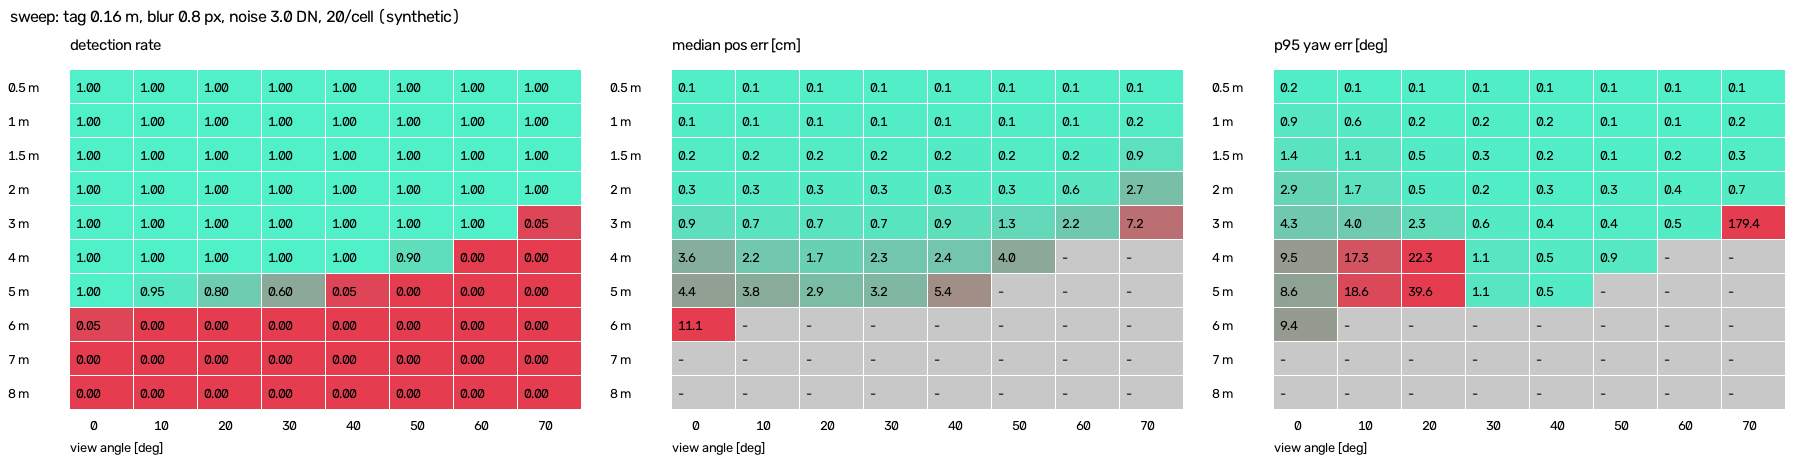 sweep: tag 0.16 m, blur 0.8 px, noise 3.0 DN, 20/cell (synthetic)
detection rate
0.5 m 1.00 1.00 1.00 1.00 1.00 1.00 1.00 1.00
1 m 1.00 1.00 1.00 1.00 1.00 1.00 1.00 1.00
1.5 m 1.00 1.00 1.00 1.00 1.00 1.00 1.00 1.00
2 m 1.00 1.00 1.00 1.00 1.00 1.00 1.00 1.00
3 m 1.00 1.00 1.00 1.00 1.00 1.00 1.00 0.05
4 m 1.00 1.00 1.00 1.00 1.00 0.90 0.00 0.00
5 m 1.00 0.95 0.80 0.60 0.05 0.00 0.00 0.00
6 m 0.05 0.00 0.00 0.00 0.00 0.00 0.00 0.00
7 m 0.00 0.00 0.00 0.00 0.00 0.00 0.00 0.00
8 m 0.00 0.00 0.00 0.00 0.00 0.00 0.00 0.00
0 10 20 30 40 50 60 70
view angle [deg]
median pos err [cm]
0.5 m 0.1 0.1 0.1 0.1 0.1 0.1 0.1 0.1
1 m 0.1 0.1 0.1 0.1 0.1 0.1 0.1 0.2
1.5 m 0.2 0.2 0.2 0.2 0.2 0.2 0.2 0.9
2 m 0.3 0.3 0.3 0.3 0.3 0.3 0.6 2.7
3 m 0.9 0.7 0.7 0.7 0.9 1.3 2.2 7.2
4 m 3.6 2.2 1.7 2.3 2.4 4.0 - -
5 m 4.4 3.8 2.9 3.2 5.4 - - -
6 m 11.1 - - - - - - -
7 m - - - - - - - -
8 m - - - - - - - -
0 10 20 30 40 50 60 70
view angle [deg]
p95 yaw err [deg]
0.5 m 0.2 0.1 0.1 0.1 0.1 0.1 0.1 0.1
1 m 0.9 0.6 0.2 0.2 0.2 0.1 0.1 0.2
1.5 m 1.4 1.1 0.5 0.3 0.2 0.1 0.2 0.3
2 m 2.9 1.7 0.5 0.2 0.3 0.3 0.4 0.7
3 m 4.3 4.0 2.3 0.6 0.4 0.4 0.5 179.4
4 m 9.5 17.3 22.3 1.1 0.5 0.9 - -
5 m 8.6 18.6 39.6 1.1 0.5 - - -
6 m 9.4 - - - - - - -
7 m - - - - - - - -
8 m - - - - - - - -
0 10 20 30 40 50 60 70
view angle [deg]